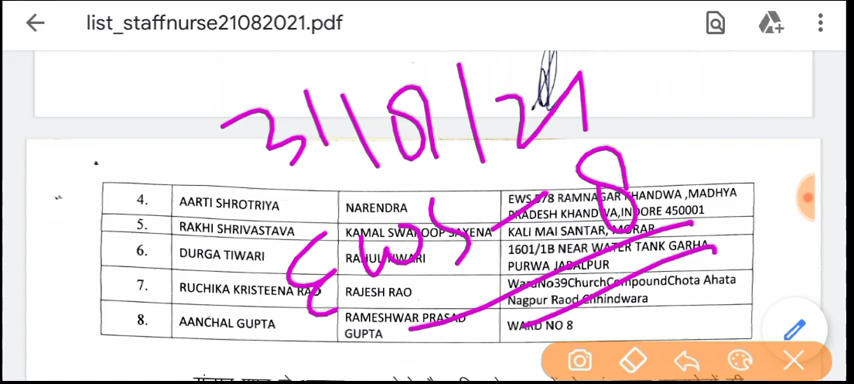 list_staffnurse21082021.pdf
31/8/21
4. AARTI SHROTRIYA NARENDRA EWS 578 RAMNAGAR KHANDWA ,MADHYA
PRADESH KHANDWA,INDORE 450001
5. RAKHI SHRIVASTAVA KAMAL SWAROOP SAXENA KALI MAI SANTAR, MORAR
6. DURGA TIWARI RAHUL TIWARI 1601/1B NEAR WATER TANK GARHA
PURWA JABALPUR
7. RUCHIKA KRISTEENA RAO RAJESH RAO WardNo39ChurchCompoundChota Ahata
Nagpur Raod Chhindwara
8. AANCHAL GUPTA RAMESHWAR PRASAD
GUPTA WARD NO 8
EWS - 8